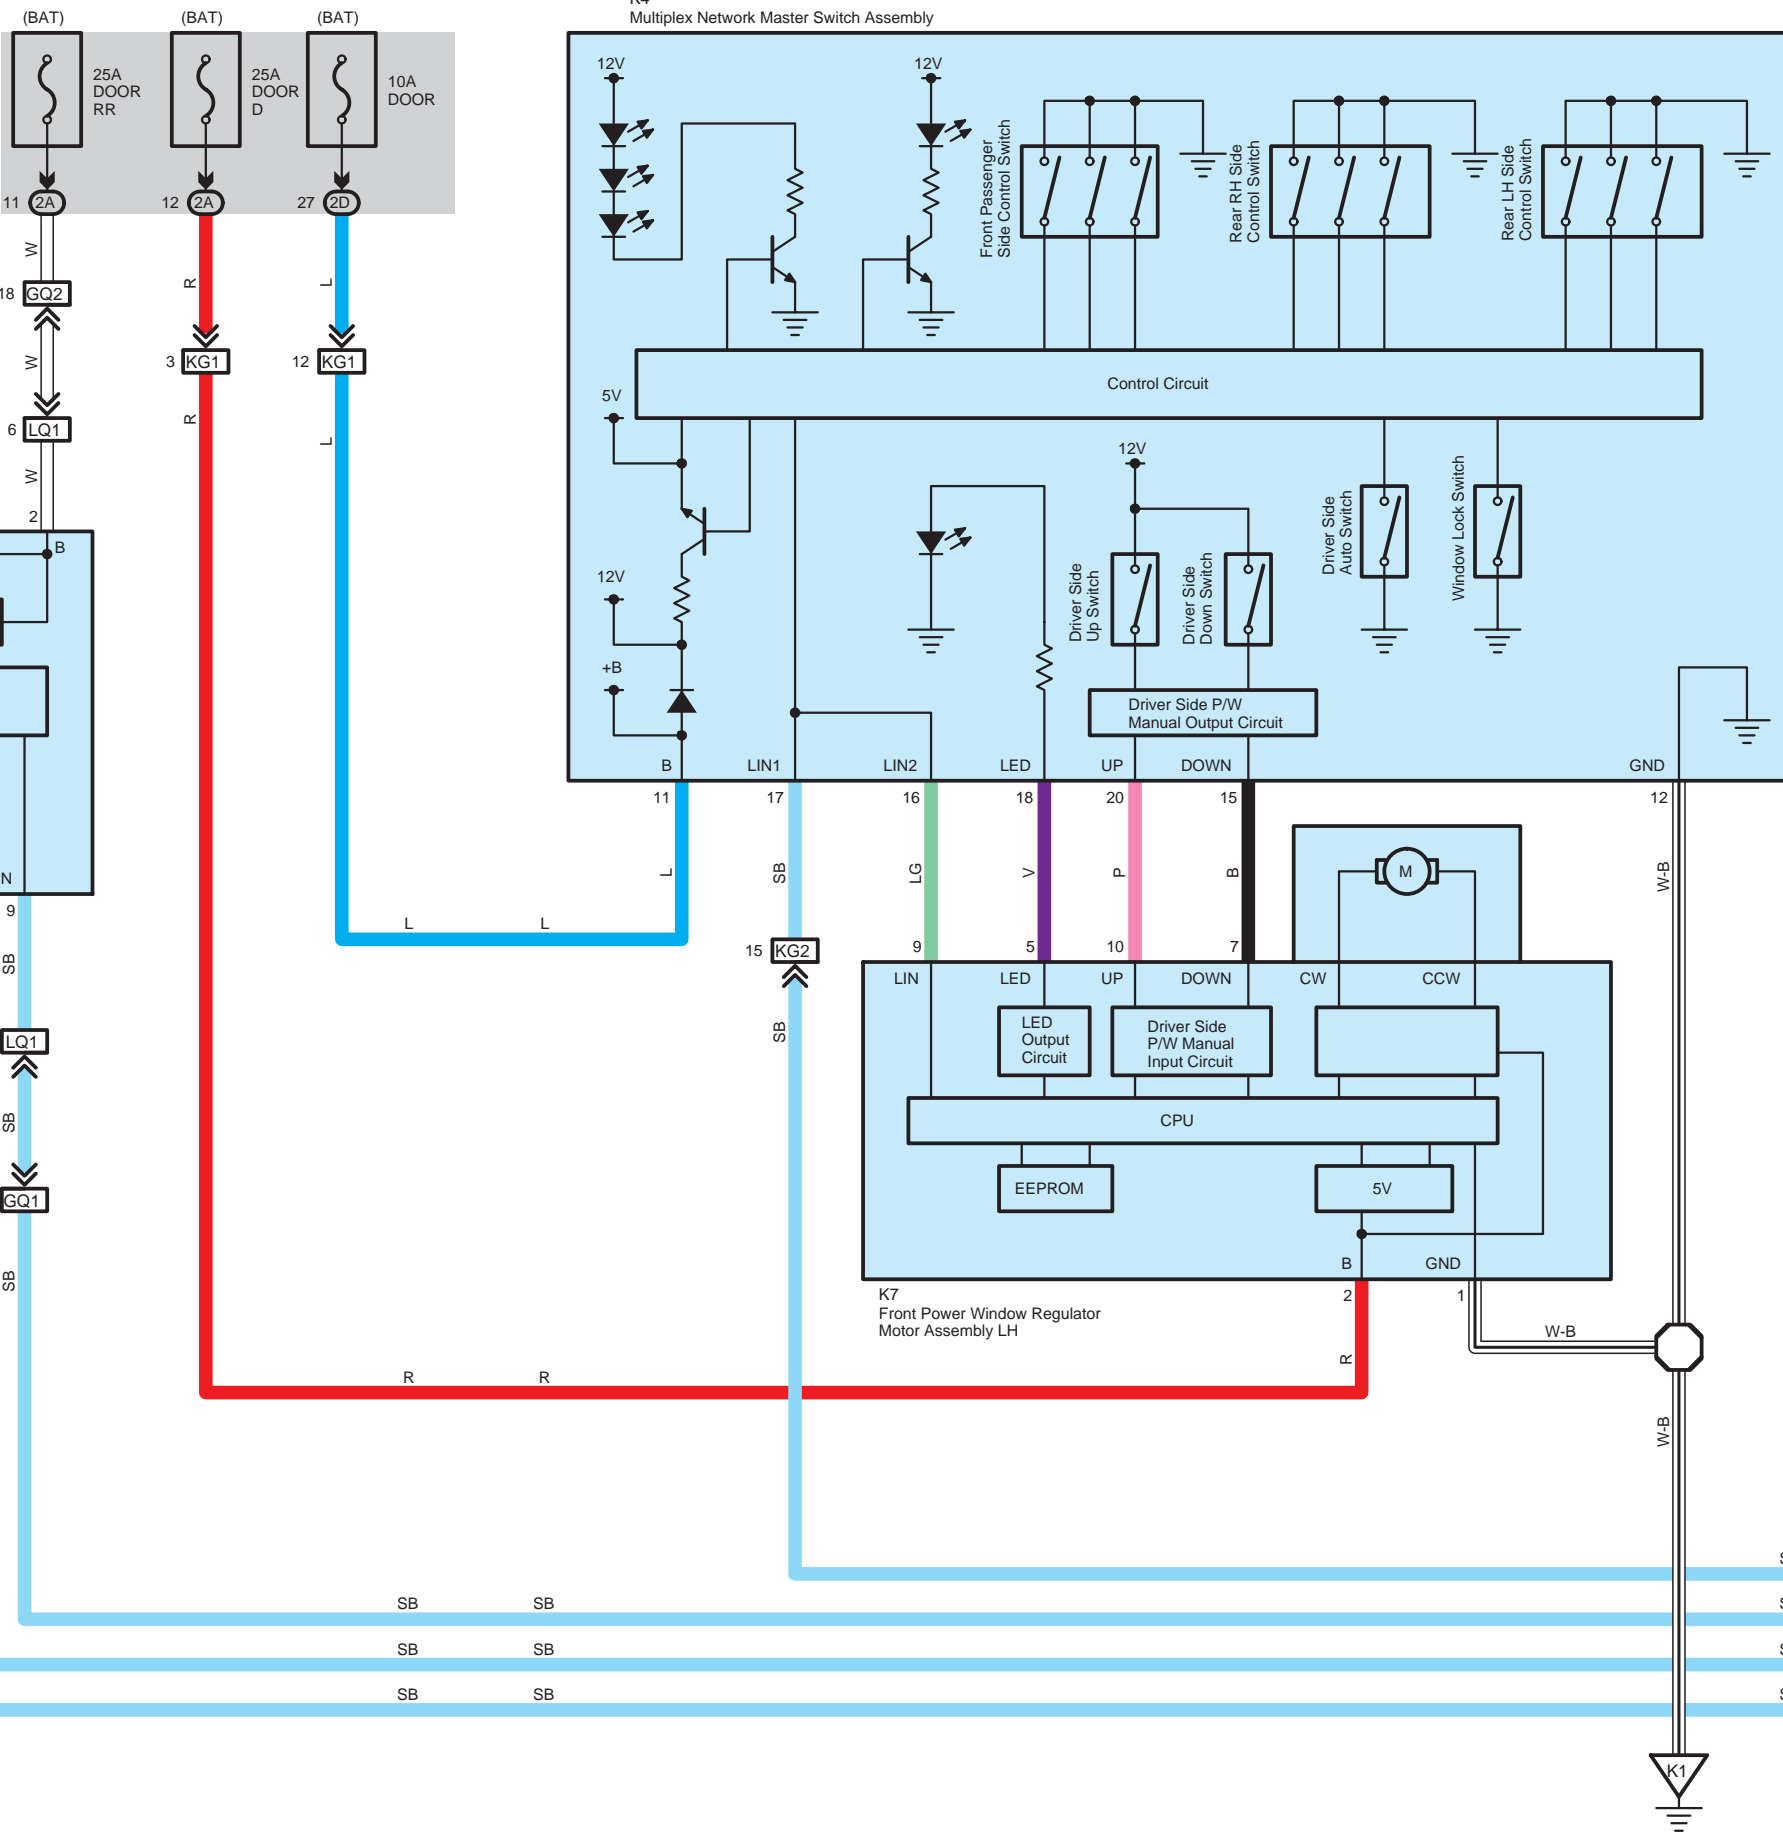 (BAT)
(BAT)
(BAT)
Multiplex Network Master Switch Assembly
25A
DOOR
RR
25A
DOOR
D
10A
DOOR
11 2A
12 2A
27 2D
W
R
L
18 GQ2
3 KG1
12 KG1
W
R
L
6 LQ1
W
2
B
N
9
SB
LQ1
SB
GQ1
SB
12V
12V
Front Passenger
Side Control Switch
Rear RH Side
Control Switch
Rear LH Side
Control Switch
Control Circuit
5V
12V
+B
12V
Driver Side
Up Switch
Driver Side
Down Switch
Driver Side
Auto Switch
Window Lock Switch
Driver Side P/W
Manual Output Circuit
B
LIN1
LIN2
LED
UP
DOWN
GND
11
17
16
18
20
15
12
L
SB
LG
V
P
B
W-B
M
L
L
15 KG2
SB
9
5
10
7
LIN
LED
UP
DOWN
CW
CCW
LED
Output
Circuit
Driver Side
P/W Manual
Input Circuit
CPU
EEPROM
5V
B
GND
K7
Front Power Window Regulator
Motor Assembly LH
2
1
R
W-B
R
R
W-B
SB
SB
SB
SB
SB
SB
K1